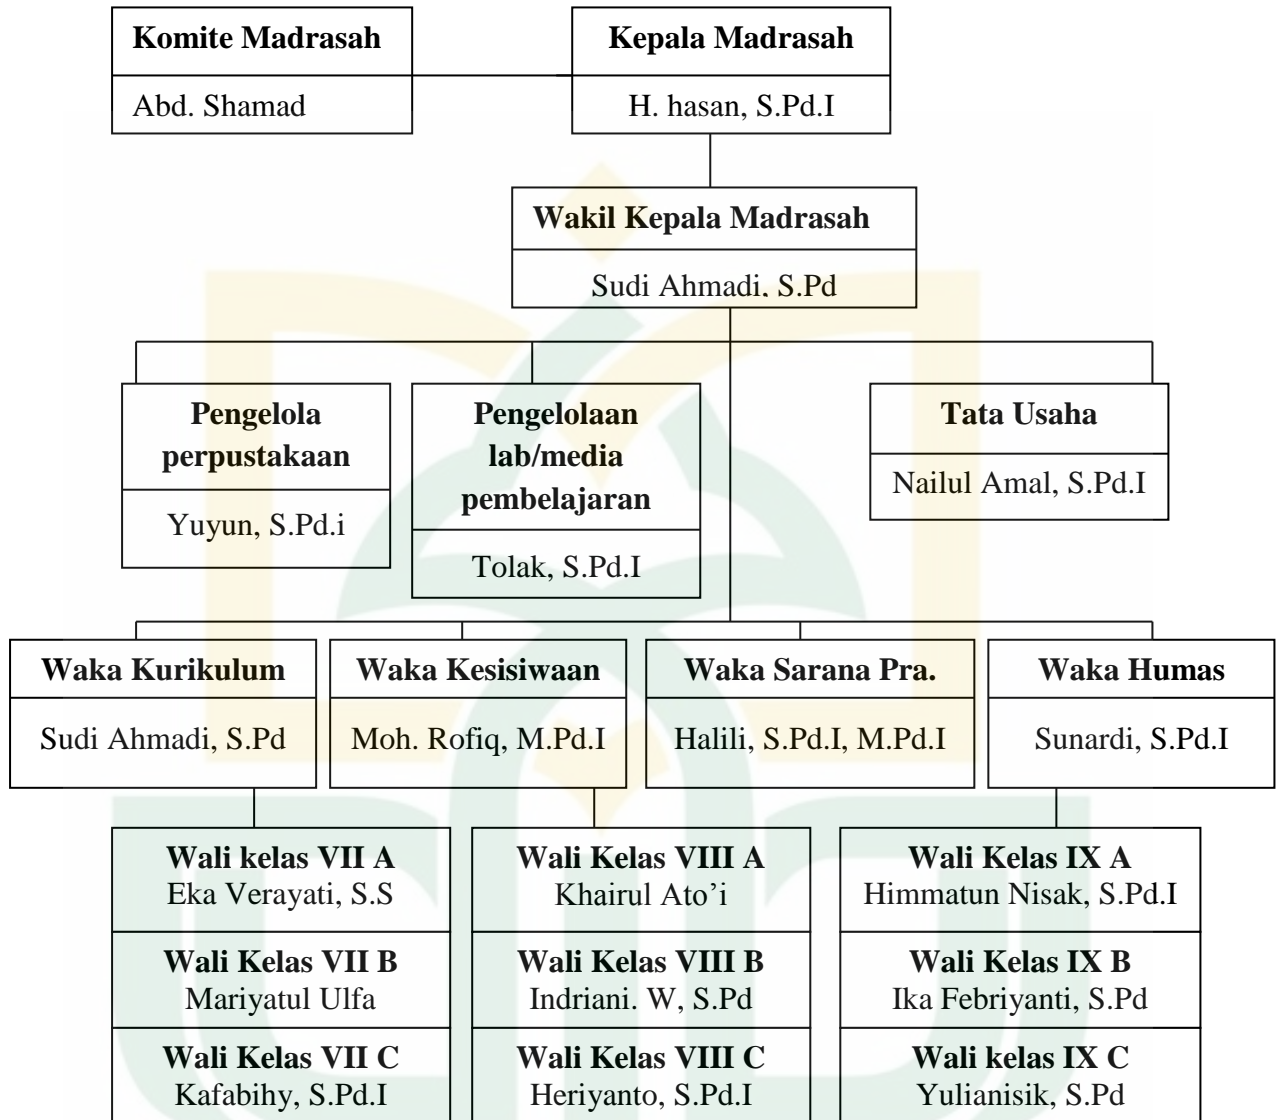 Komite Madrasah
Abd. Shamad
Kepala Madrasah
H. hasan, S.Pd.I
Wakil Kepala Madrasah
Sudi Ahmadi, S.Pd
Pengelola
perpustakaan
Yuyun, S.Pd.i
Pengelolaan
lab/media
pembelajaran
Tolak, S.Pd.I
Tata Usaha
Nailul Amal, S.Pd.I
Waka Kurikulum
Sudi Ahmadi, S.Pd
Waka Kesisiwaan
Moh. Rofiq, M.Pd.I
Waka Sarana Pra.
Halili, S.Pd.I, M.Pd.I
Waka Humas
Sunardi, S.Pd.I
Wali kelas VII A
Eka Verayati, S.S
Wali Kelas VII B
Mariyatul Ulfa
Wali Kelas VII C
Kafabihy, S.Pd.I
Wali Kelas VIII A
Khairul Ato’i
Wali Kelas VIII B
Indriani. W, S.Pd
Wali Kelas VIII C
Heriyanto, S.Pd.I
Wali Kelas IX A
Himmatun Nisak, S.Pd.I
Wali Kelas IX B
Ika Febriyanti, S.Pd
Wali kelas IX C
Yulianisik, S.Pd